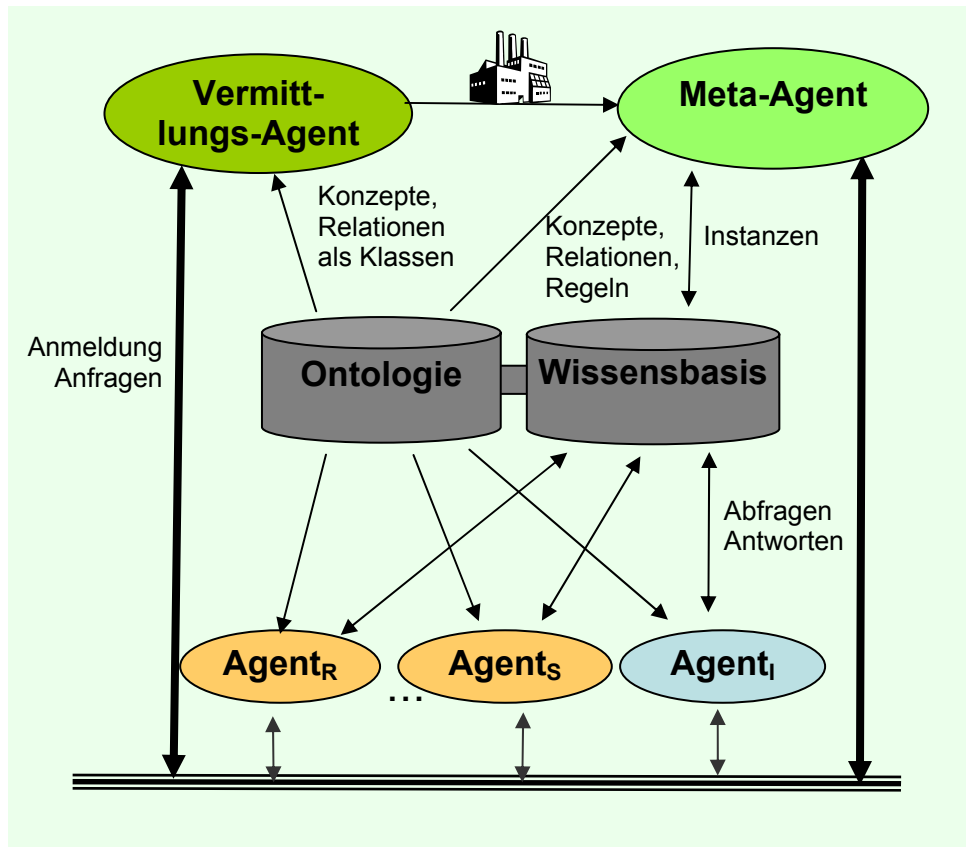 Vermitt-
lungs-Agent
Meta-Agent
Konzepte,
Relationen
als Klassen
Konzepte,
Relationen,
Regeln
Instanzen
Anmeldung
Anfragen
Ontologie
Wissensbasis
Abfragen
Antworten
AgentR
AgentS
AgentI
...